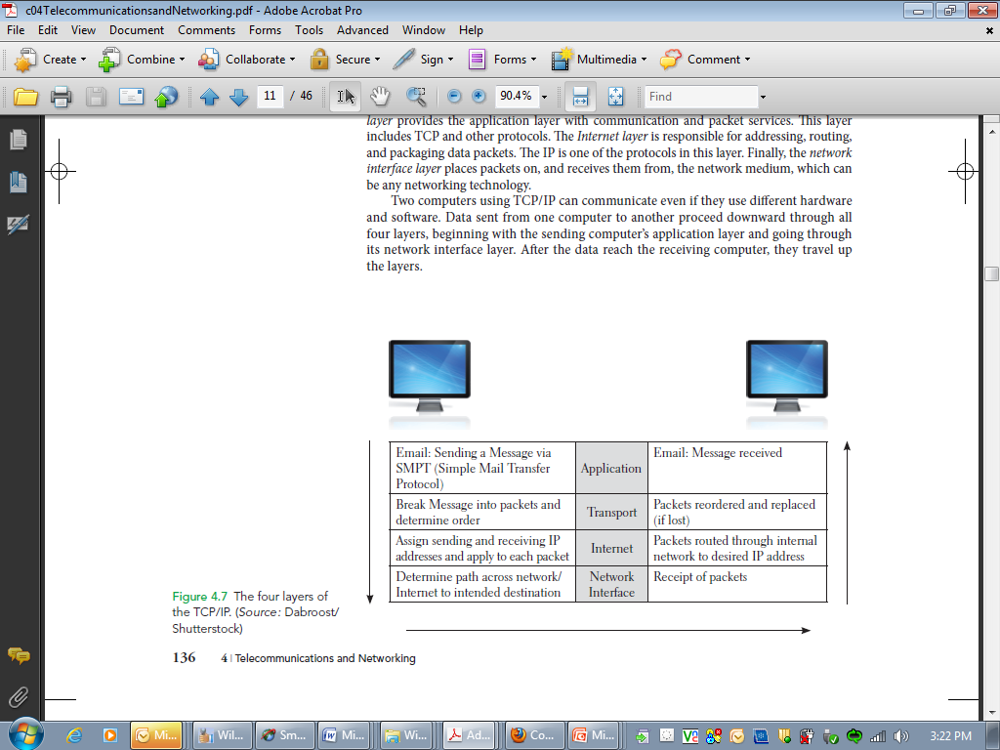 c04TelecommunicationsandNetworking.pdf - Adobe Acrobat Pro
File Edit View Document Comments Forms Tools Advanced Window Help
Create Combine Collaborate Secure Sign Forms Multimedia Comment
11 / 46 90.4% Find
layer provides the application layer with communication and packet services. This layer
includes TCP and other protocols. The Internet layer is responsible for addressing, routing,
and packaging data packets. The IP is one of the protocols in this layer. Finally, the network
interface layer places packets on, and receives them from, the network medium, which can
be any networking technology.
Two computers using TCP/IP can communicate even if they use different hardware
and software. Data sent from one computer to another proceed downward through all
four layers, beginning with the sending computer's application layer and going through
its network interface layer. After the data reach the receiving computer, they travel up
the layers.
Email: Sending a Message via
SMPT (Simple Mail Transfer
Protocol)
Application
Email: Message received
Break Message into packets and
determine order
Transport
Packets reordered and replaced
(if lost)
Assign sending and receiving IP
addresses and apply to each packet
Internet
Packets routed through internal
network to desired IP address
Determine path across network/
Internet to intended destination
Network
Interface
Receipt of packets
Figure 4.7 The four layers of
the TCP/IP. (Source: Dabroost/
Shutterstock)
136 4 | Telecommunications and Networking
Mi... Wil... Sm... Mi... Wi... Ad... Co... Mi... 3:22 PM